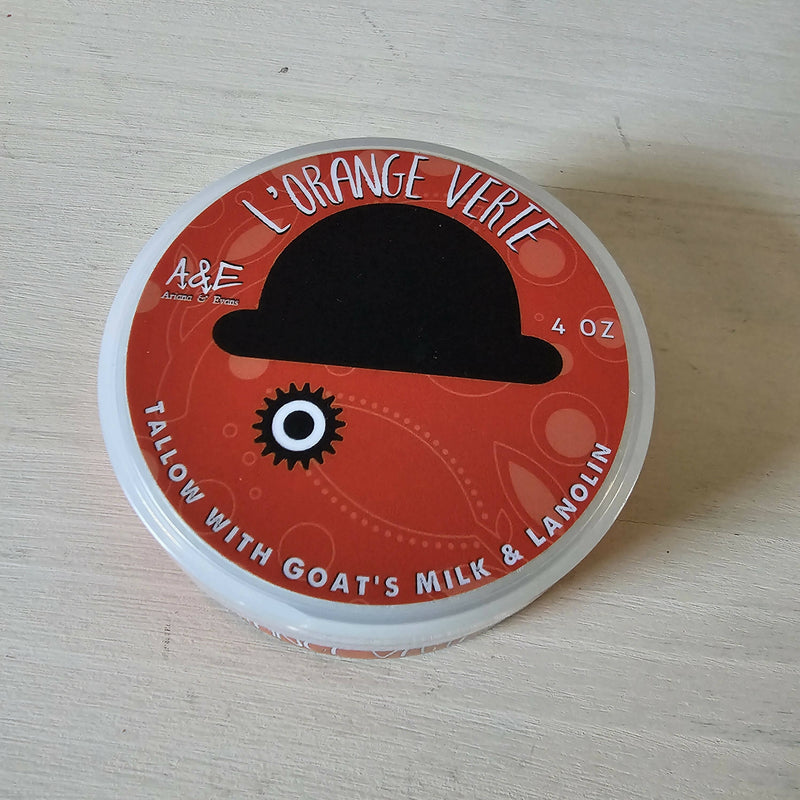 L'ORANGE VERTE
A&E
Ariana & Evans
4 OZ
TALLOW WITH GOAT'S MILK & LANOLIN